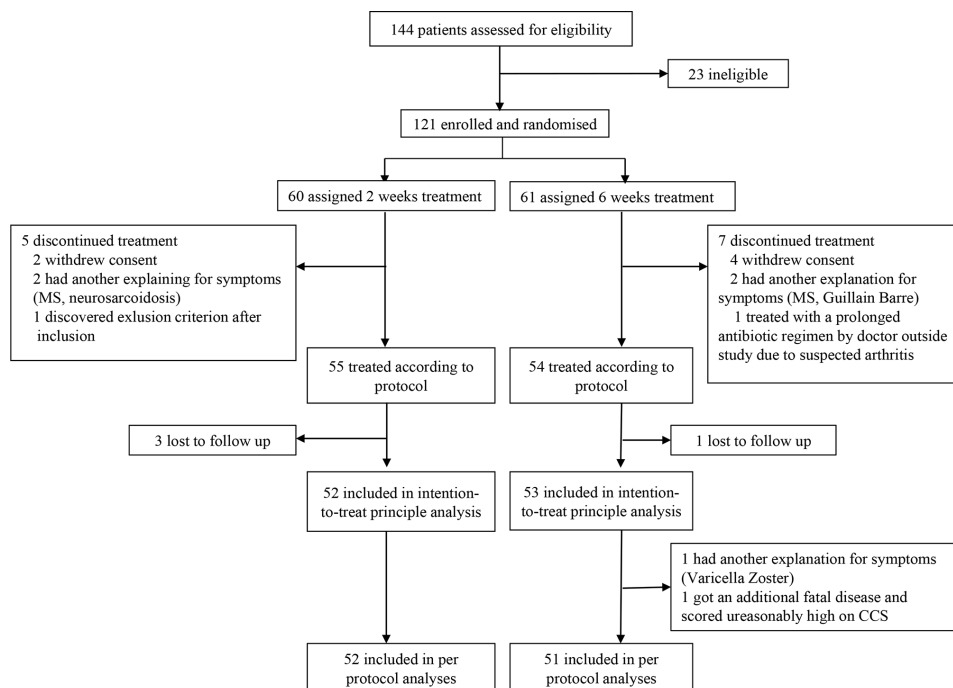 144 patients assessed for eligibility
23 ineligible
121 enrolled and randomised
60 assigned 2 weeks treatment
61 assigned 6 weeks treatment
5 discontinued treatment
2 withdrew consent
2 had another explaining for symptoms
(MS, neurosarcoidosis)
1 discovered exlusion criterion after
inclusion
7 discontinued treatment
4 withdrew consent
2 had another explanation for
symptoms (MS, Guillain Barre)
1 treated with a prolonged
antibiotic regimen by doctor outside
study due to suspected arthritis
55 treated according to
protocol
54 treated according to
protocol
3 lost to follow up
1 lost to follow up
52 included in intention-
to-treat principle analysis
53 included in intention-
to-treat principle analysis
1 had another explanation for symptoms
(Varicella Zoster)
1 got an additional fatal disease and
scored ureasonably high on CCS
52 included in per
protocol analyses
51 included in per
protocol analyses